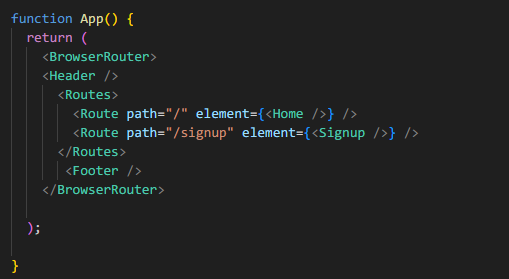 function App() {
  return (
    <BrowserRouter>
    <Header />
      <Routes>
        <Route path="/" element={<Home />} />
        <Route path="/signup" element={<Signup />} />
      </Routes>
       <Footer />
    </BrowserRouter>

  );

}